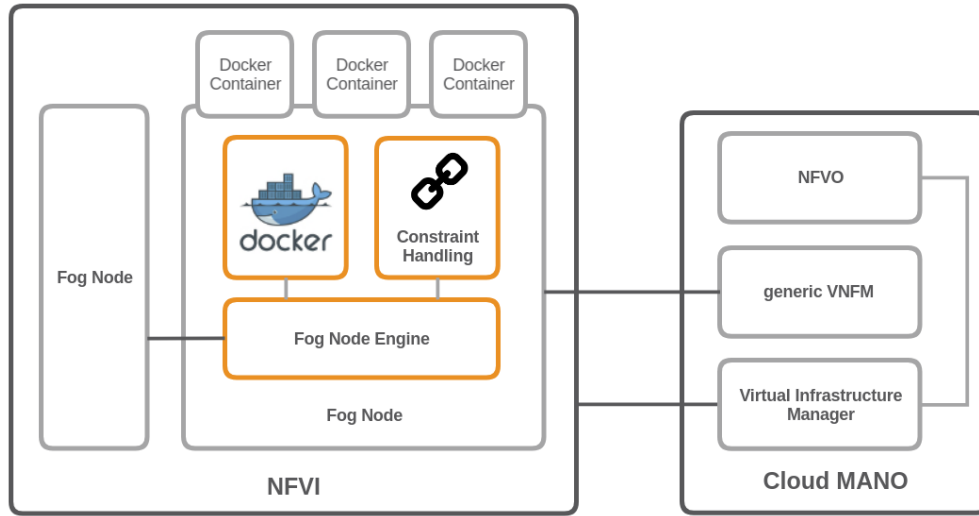 Docker
Container
Docker
Container
Docker
Container
Fog Node
docker
Constraint
Handling
Fog Node Engine
Fog Node
NFVI
NFVO
generic VNFM
Virtual Infrastructure
Manager
Cloud MANO